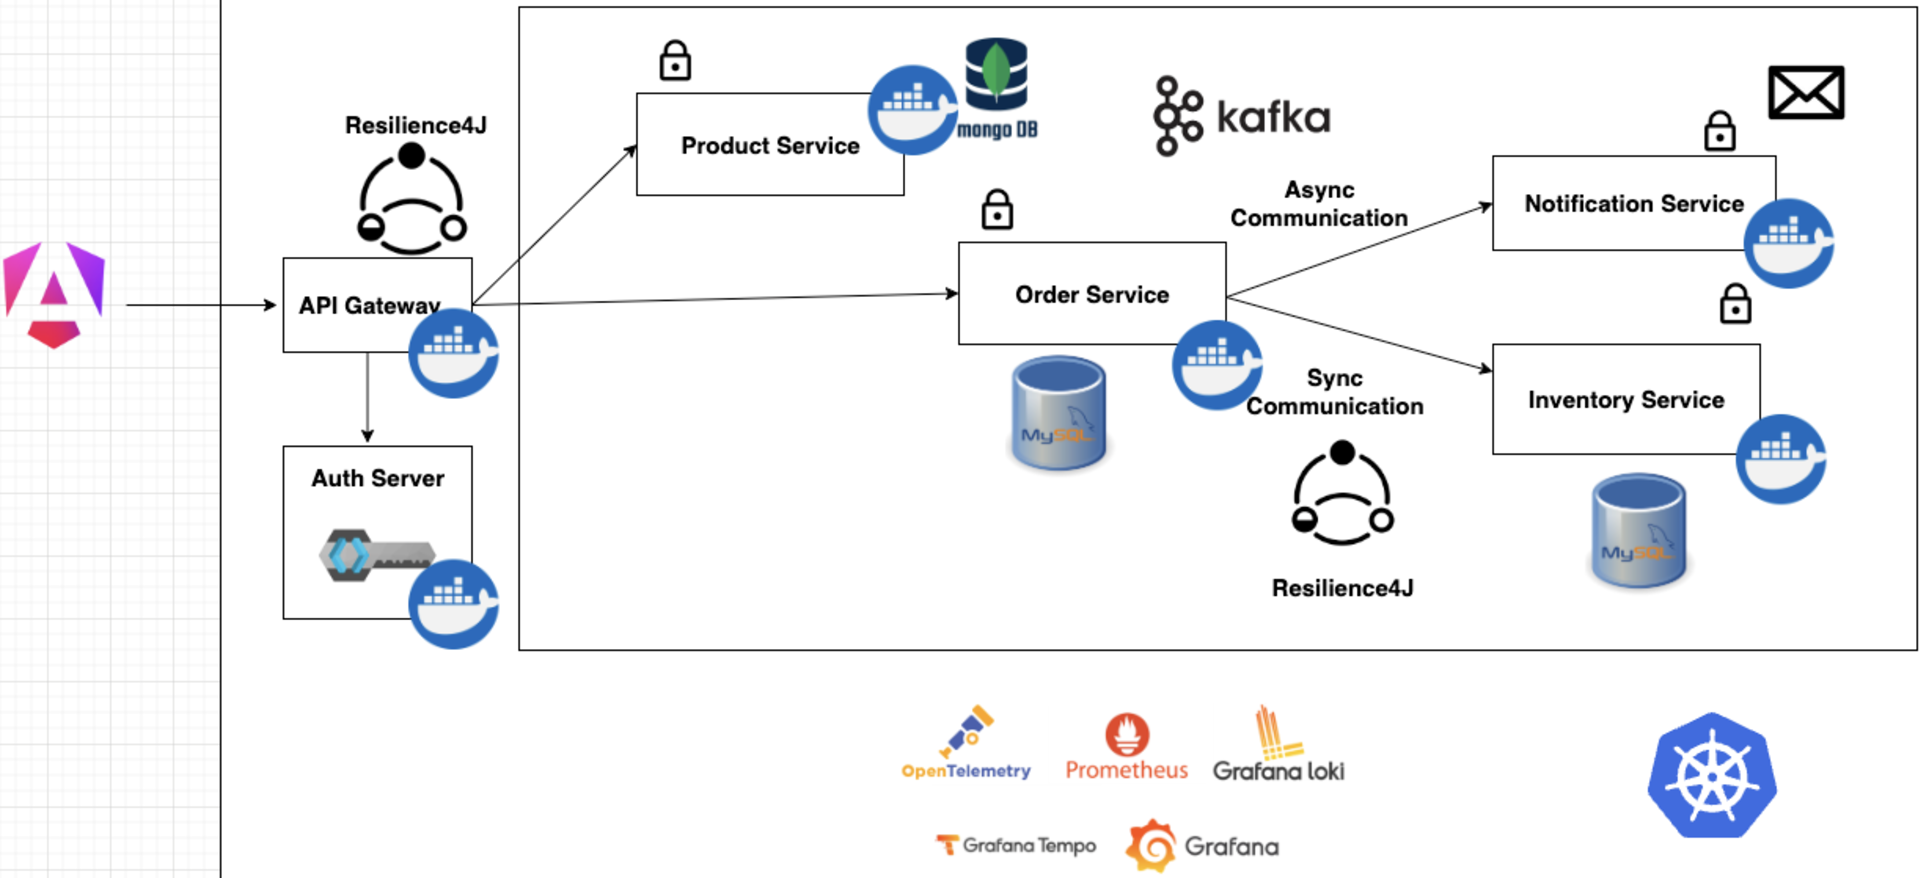 Resilience4J
API Gateway
Auth Server
Product Service
mongo DB
kafka
Async
Communication
Notification Service
Order Service
MySQL
Sync
Communication
Inventory Service
MySQL
Resilience4J
OpenTelemetry
Prometheus
Grafana loki
Grafana Tempo
Grafana